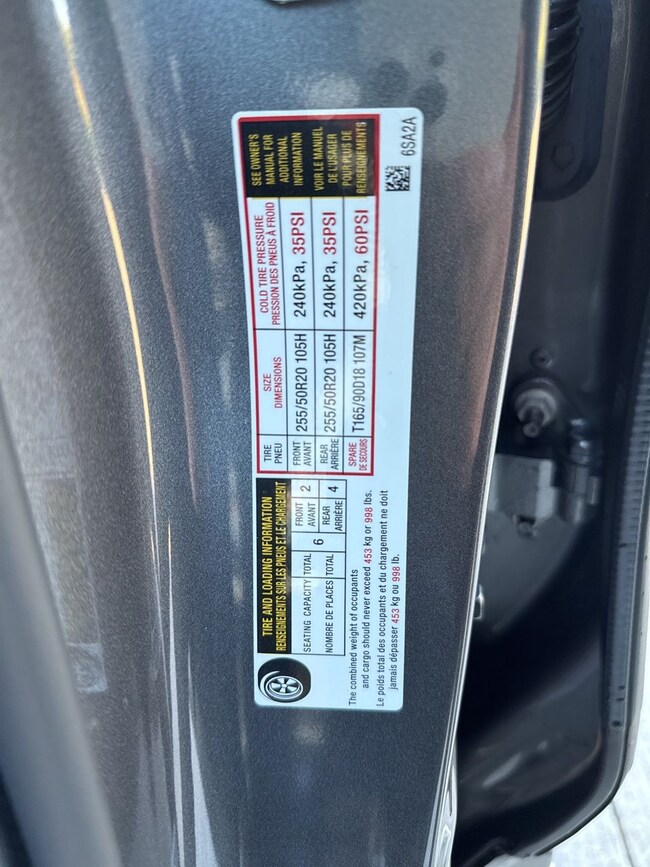 TIRE AND LOADING INFORMATION
RENSEIGNEMENTS SUR LES PNEUS ET LE CHARGEMENT
SEATING CAPACITY TOTAL 6 FRONT 2
AVANT
NOMBRE DE PLACES TOTAL REAR 4
ARRIÈRE
The combined weight of occupants
and cargo should never exceed 453 kg or 998 lbs.
Le poids total des occupants et du chargement ne doit
jamais dépasser 453 kg ou 998 lb.
TIRE SIZE COLD TIRE PRESSURE
PNEU DIMENSIONS PRESSION DES PNEUS À FROID
FRONT
AVANT 255/50R20 105H 240kPa, 35PSI
REAR
ARRIÈRE 255/50R20 105H 240kPa, 35PSI
SPARE
DE SECOURS T165/90D18 107M 420kPa, 60PSI
SEE OWNER'S
MANUAL FOR
ADDITIONAL
INFORMATION
VOIR LE MANUEL
DE L'USAGER
POUR PLUS DE
RENSEIGNEMENTS
6SA2A